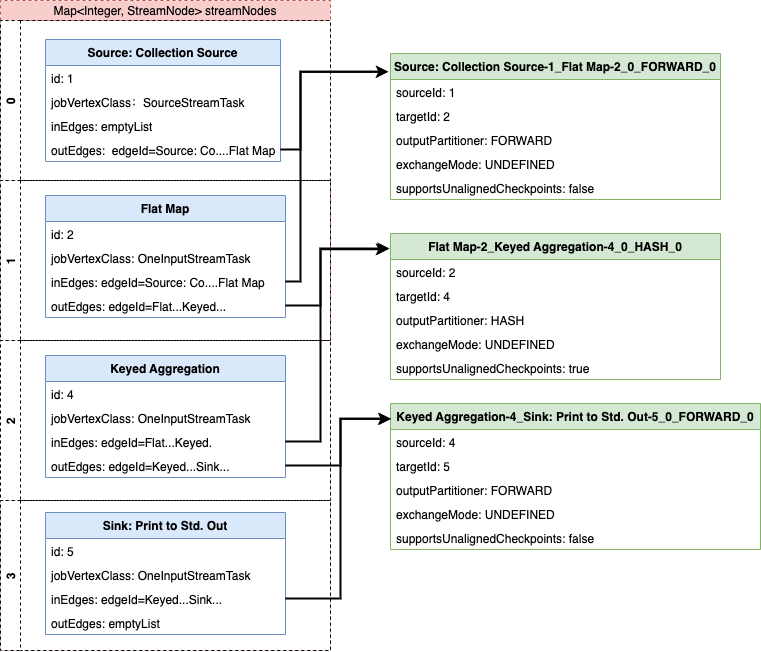 Map<Integer, StreamNode> streamNodes
0
Source: Collection Source
id: 1
jobVertexClass： SourceStreamTask
inEdges: emptyList
outEdges: edgeId=Source: Co....Flat Map
1
Flat Map
id: 2
jobVertexClass: OneInputStreamTask
inEdges: edgeId=Source: Co....Flat Map
outEdges: edgeId=Flat...Keyed...
2
Keyed Aggregation
id: 4
jobVertexClass: OneInputStreamTask
inEdges: edgeId=Flat...Keyed.
outEdges: edgeId=Keyed...Sink...
3
Sink: Print to Std. Out
id: 5
jobVertexClass: OneInputStreamTask
inEdges: edgeId=Keyed...Sink...
outEdges: emptyList
Source: Collection Source-1_Flat Map-2_0_FORWARD_0
sourceId: 1
targetId: 2
outputPartitioner: FORWARD
exchangeMode: UNDEFINED
supportsUnalignedCheckpoints: false
Flat Map-2_Keyed Aggregation-4_0_HASH_0
sourceId: 2
targetId: 4
outputPartitioner: HASH
exchangeMode: UNDEFINED
supportsUnalignedCheckpoints: true
Keyed Aggregation-4_Sink: Print to Std. Out-5_0_FORWARD_0
sourceId: 4
targetId: 5
outputPartitioner: FORWARD
exchangeMode: UNDEFINED
supportsUnalignedCheckpoints: false